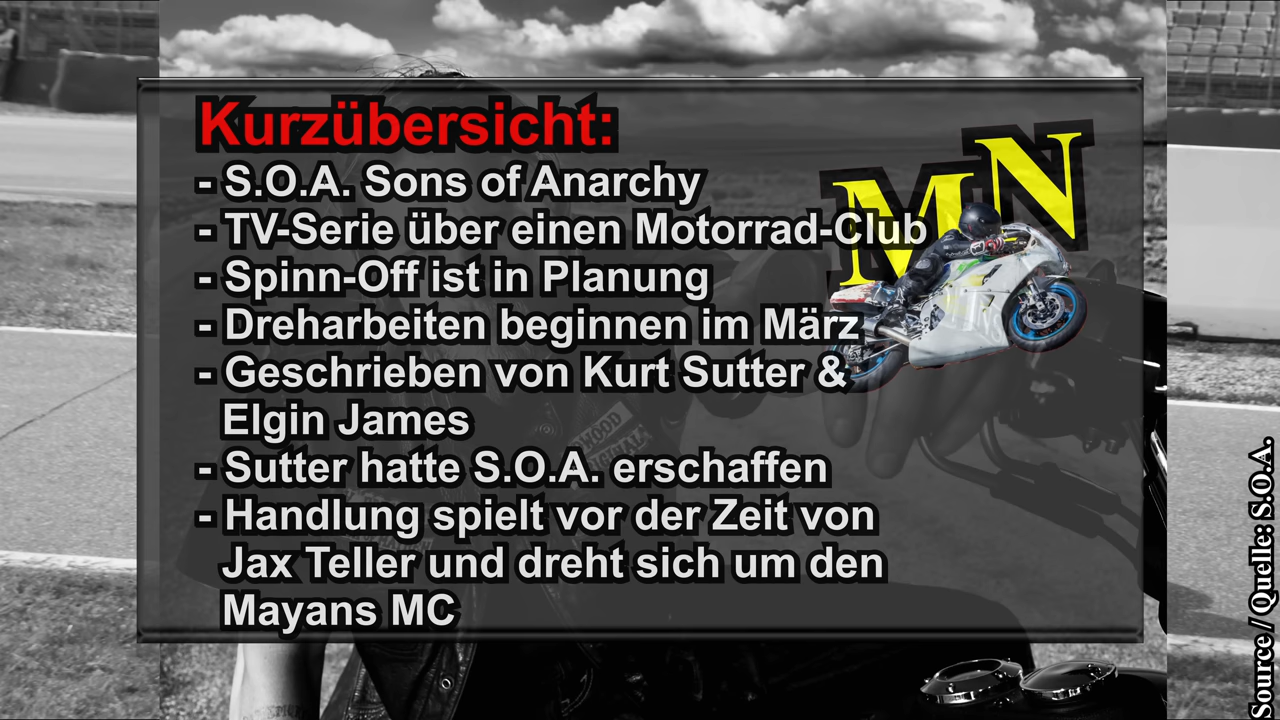 Kurzübersicht:
- S.O.A. Sons of Anarchy
- TV-Serie über einen Motorrad-Club
- Spinn-Off ist in Planung
- Dreharbeiten beginnen im März
- Geschrieben von Kurt Sutter &
Elgin James
- Sutter hatte S.O.A. erschaffen
- Handlung spielt vor der Zeit von
Jax Teller und dreht sich um den
Mayans MC
MN
Source / Quelle: S.O.A.